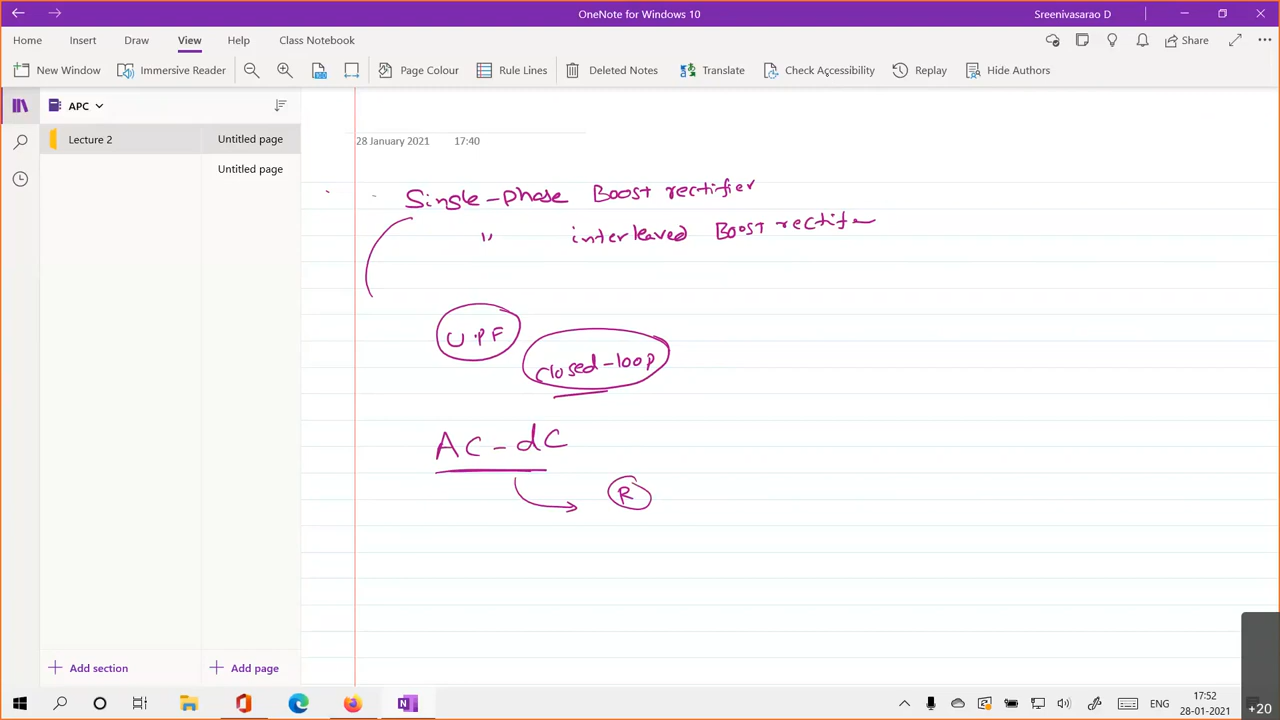 OneNote for Windows 10
Sreenivasarao D
Home Insert Draw View Help Class Notebook
Share
New Window Immersive Reader Page Colour Rule Lines Deleted Notes Translate Check Accessibility Replay Hide Authors
APC
Lecture 2
Untitled page
Untitled page
28 January 2021 17:40
Single-phase Boost rectifier
" interleaved Boost rectifier
U.P.F
closed-loop
AC-dC
R
Add section
Add page
ENG
17:52
28-01-2021
+20